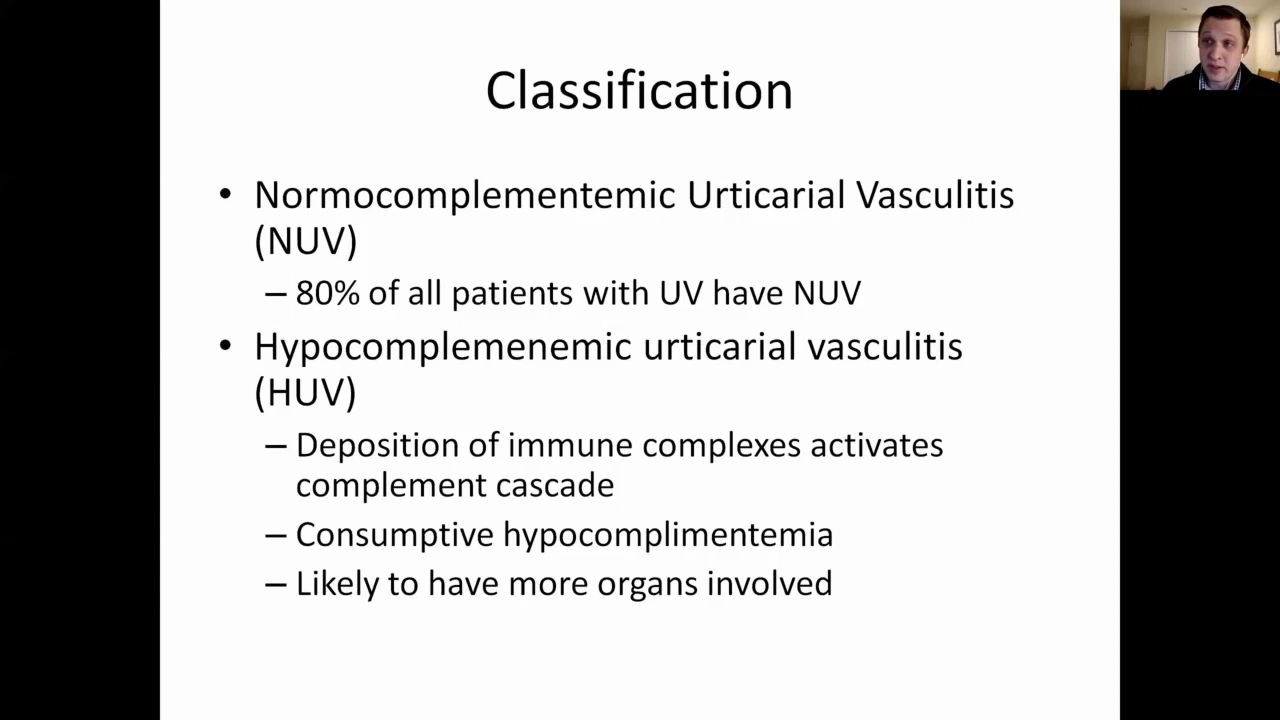 Classification
• Normocomplementemic Urticarial Vasculitis
(NUV)
– 80% of all patients with UV have NUV
• Hypocomplemenemic urticarial vasculitis
(HUV)
– Deposition of immune complexes activates
complement cascade
– Consumptive hypocomplimentemia
– Likely to have more organs involved